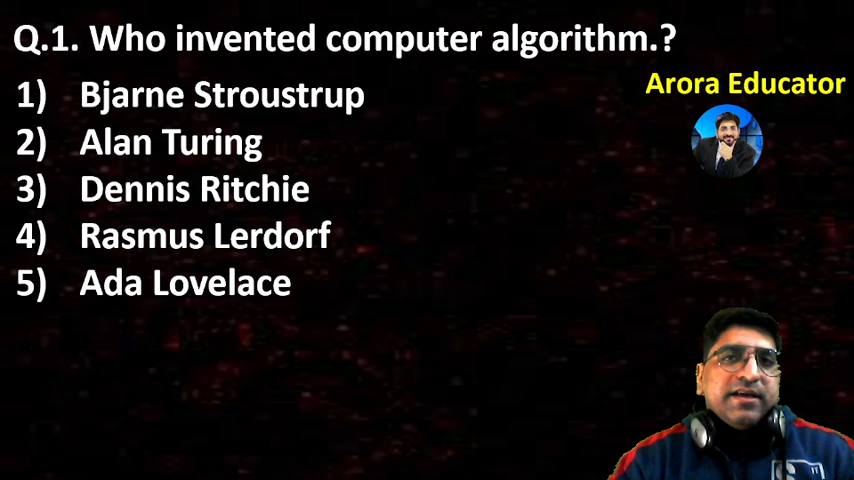 Q.1. Who invented computer algorithm.?
Arora Educator
1) Bjarne Stroustrup
2) Alan Turing
3) Dennis Ritchie
4) Rasmus Lerdorf
5) Ada Lovelace